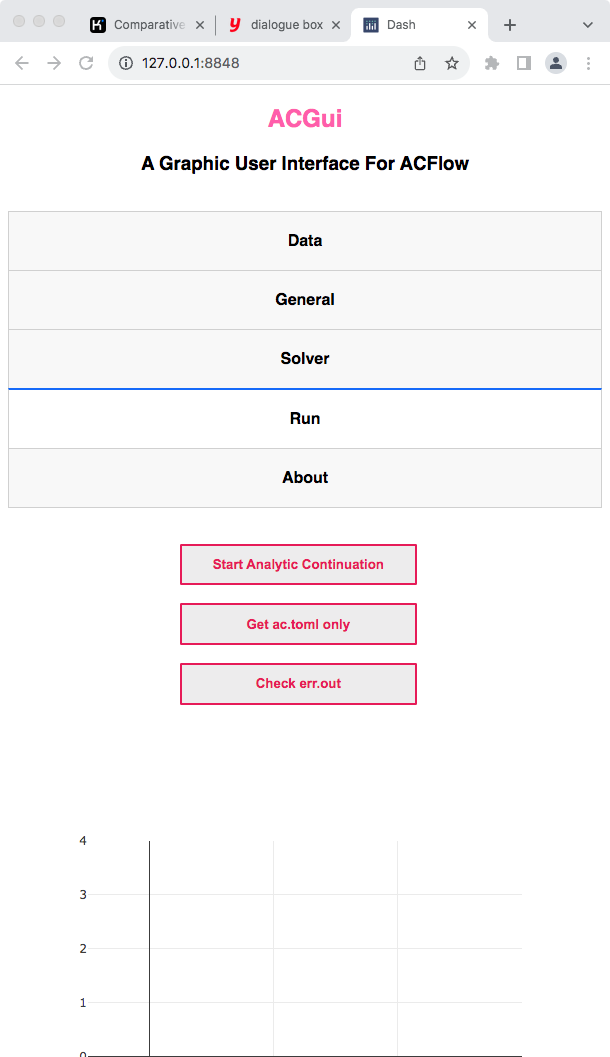 Comparative
dialogue box
Dash
127.0.0.1:8848
ACGui
A Graphic User Interface For ACFlow
Data
General
Solver
Run
About
Start Analytic Continuation
Get ac.toml only
Check err.out
4
3
2
1
0